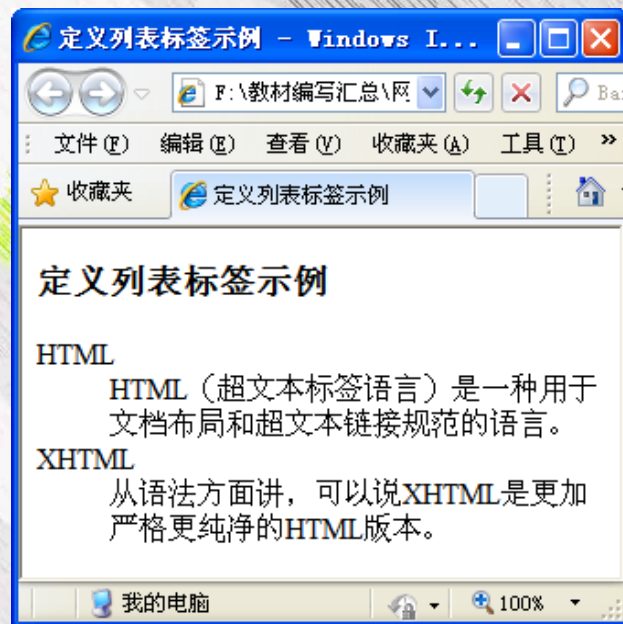 定义列表标签示例 - Windows I...
F:\教材编写汇总\网
文件(F) 编辑(E) 查看(V) 收藏夹(A) 工具(T) »
收藏夹 定义列表标签示例
定义列表标签示例
HTML
HTML（超文本标签语言）是一种用于
文档布局和超文本链接规范的语言。
XHTML
从语法方面讲，可以说XHTML是更加
严格更纯净的HTML版本。
我的电脑 100%